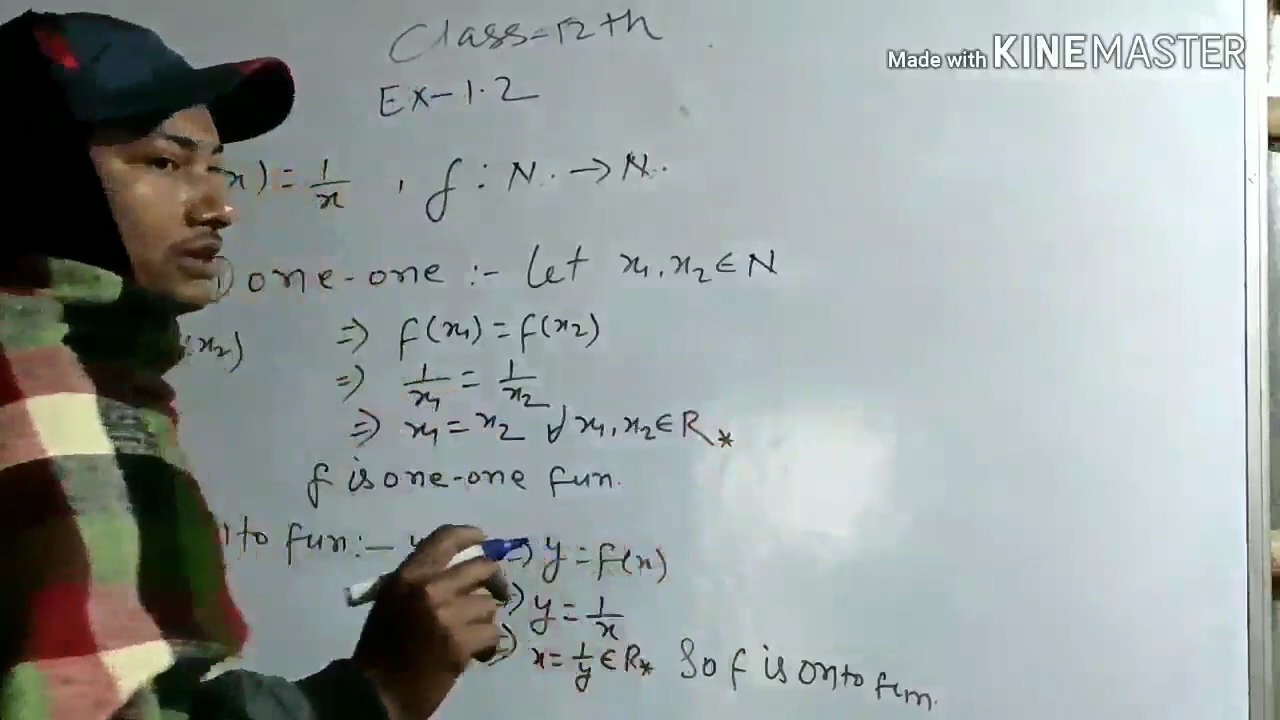 Class=12th
Made with KINEMASTER
Ex-1.2
x) = 1/x , f : N. → N..
1) one-one :- Let x1, x2 ∈ N
⇒ f(x1) = f(x2)
x2)
⇒ 1/x1 = 1/x2
⇒ x1 = x2 ∀ x1, x2 ∈ R*
f is one-one fun.
to fun :- ⇒ y = f(x)
⇒ y = 1/x
⇒ x = 1/y ∈ R* So f is onto fun.